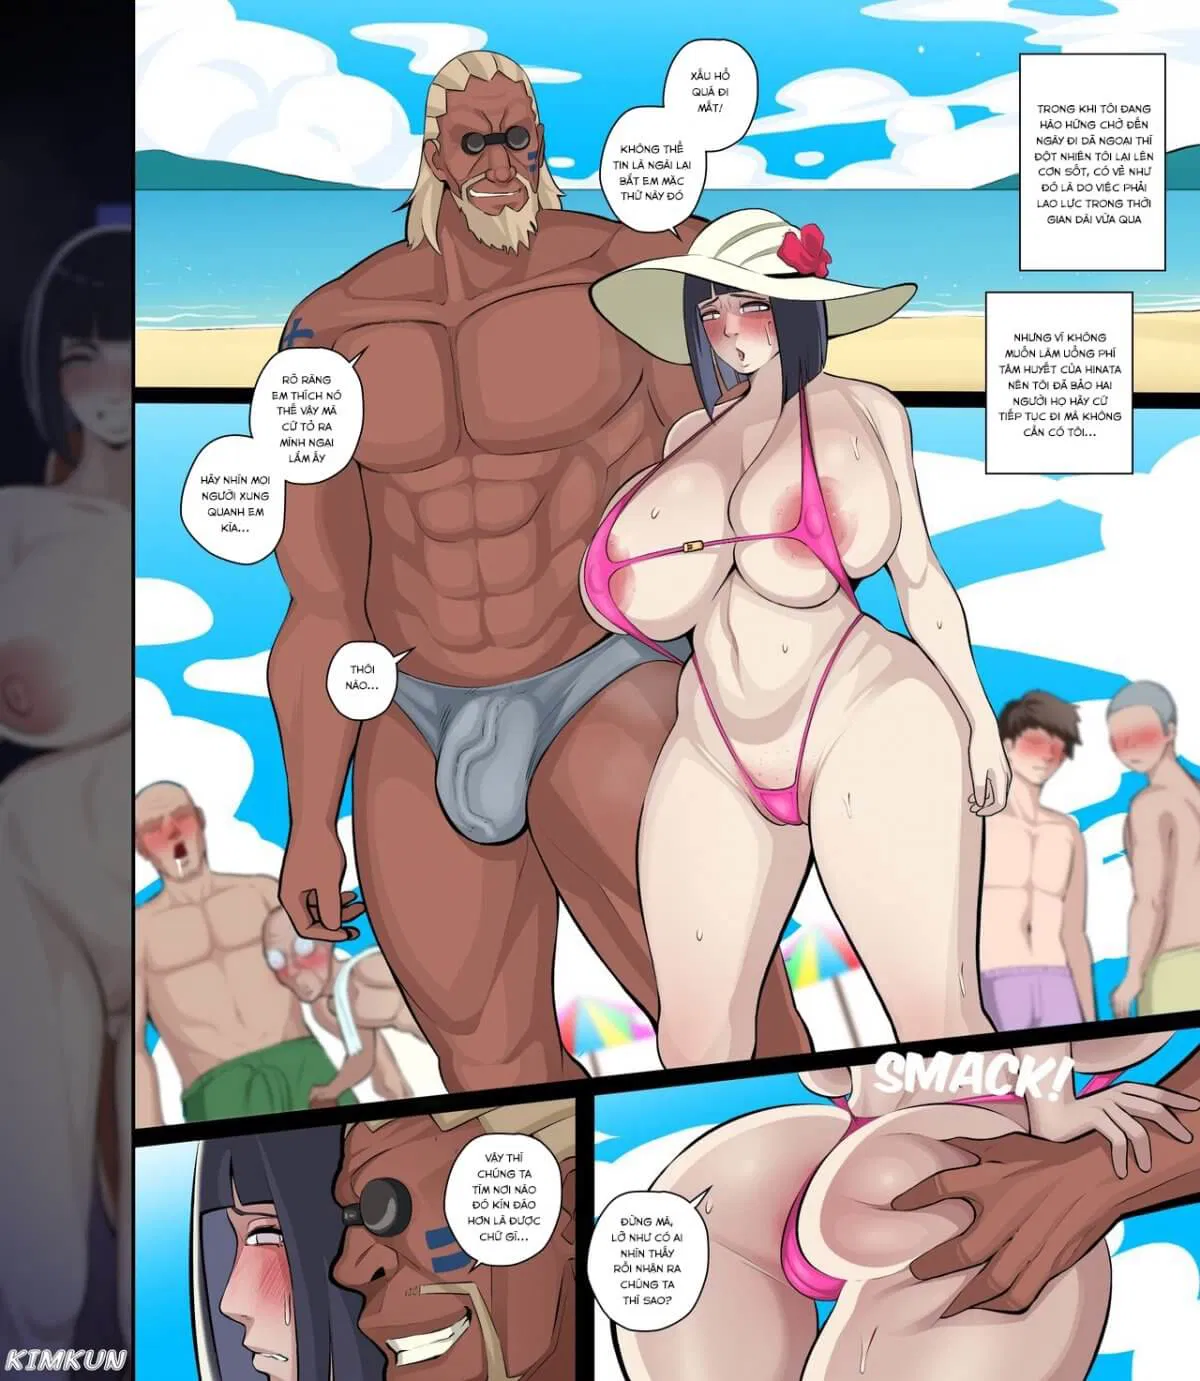 TRONG KHI TÔI ĐANG
HÀO HỨNG CHỜ ĐẾN
NGÀY ĐI DÃ NGOẠI THÌ
ĐỘT NHIÊN TÔI LẠI LÊN
CƠN SỐT, CÓ VẺ NHƯ
ĐÓ LÀ DO VIỆC PHẢI
LAO LỰC TRONG THỜI
GIAN DÀI VỪA QUA
NHƯNG VÌ KHÔNG
MUỐN LÀM UỔNG PHÍ
TÂM HUYẾT CỦA HINATA
NÊN TÔI ĐÃ BẢO HAI
NGƯỜI HỌ HÃY CỨ
TIẾP TỤC ĐI MÀ KHÔNG
CẦN CÓ TÔI...
XẤU HỔ
QUÁ ĐI
MẤT!
KHÔNG THỂ
TIN LÀ NGÀI LẠI
BẮT EM MẶC
THỨ NÀY ĐÓ
RÕ RÀNG
EM THÍCH NÓ
THẾ VẬY MÀ
CỨ TỎ RA
MÌNH NGẠI
LẮM ẤY
HÃY NHÌN MỌI
NGƯỜI XUNG
QUANH EM
KÌA...
THÔI
NÀO...
SMACK!
VẬY THÌ
CHÚNG TA
TÌM NƠI NÀO
ĐÓ KÍN ĐÁO
HƠN LÀ ĐƯỢC
CHỨ GÌ...
ĐỪNG MÀ,
LỠ NHƯ CÓ AI
NHÌN THẤY
RỒI NHẬN RA
CHÚNG TA
THÌ SAO?
KIMKUN